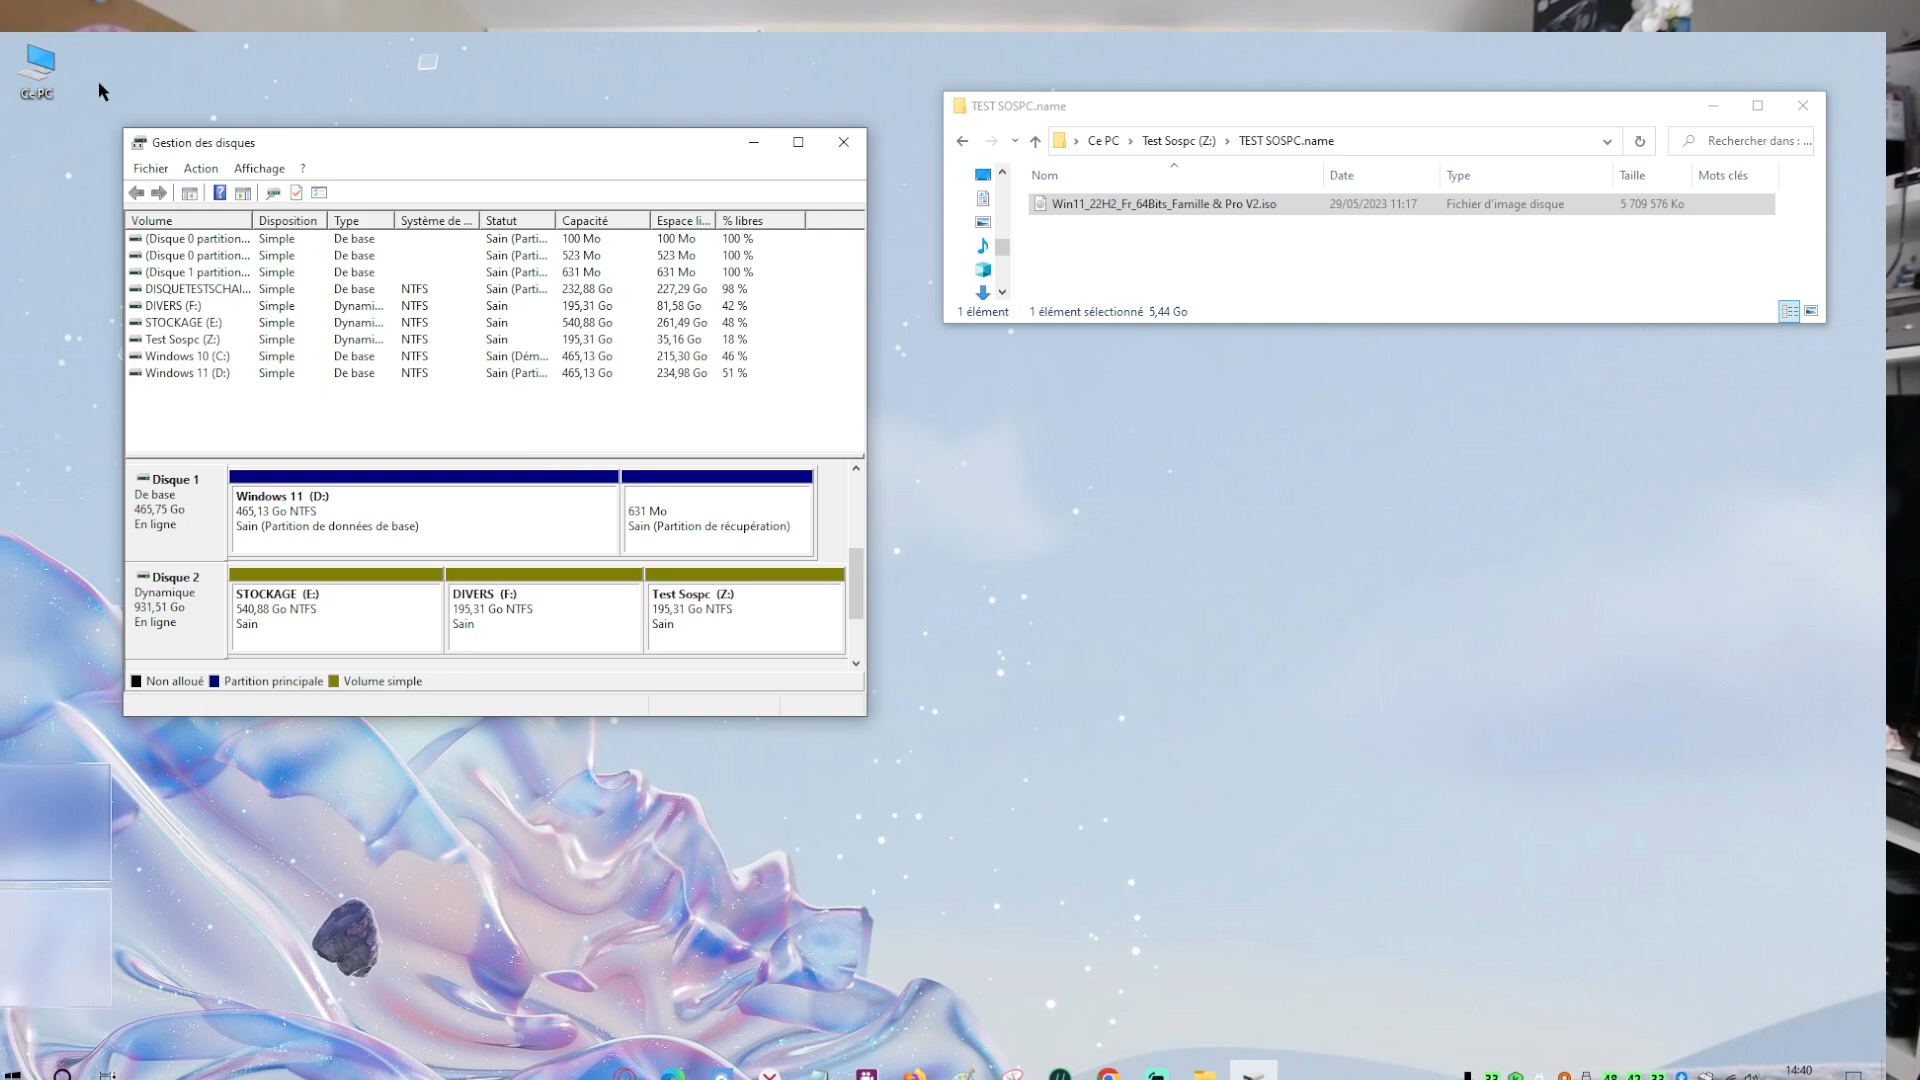 Ce PC
Gestion des disques
Fichier Action Affichage ?
Volume Disposition Type Système de ... Statut Capacité Espace li... % libres
(Disque 0 partition... Simple De base Sain (Parti... 100 Mo 100 Mo 100 %
(Disque 0 partition... Simple De base Sain (Parti... 523 Mo 523 Mo 100 %
(Disque 1 partition... Simple De base Sain (Parti... 631 Mo 631 Mo 100 %
DISQUETESTSCHAI... Simple De base NTFS Sain (Parti... 232,88 Go 227,29 Go 98 %
DIVERS (F:) Simple Dynami... NTFS Sain 195,31 Go 81,58 Go 42 %
STOCKAGE (E:) Simple Dynami... NTFS Sain 540,88 Go 261,49 Go 48 %
Test Sospc (Z:) Simple Dynami... NTFS Sain 195,31 Go 35,16 Go 18 %
Windows 10 (C:) Simple De base NTFS Sain (Dém... 465,13 Go 215,30 Go 46 %
Windows 11 (D:) Simple De base NTFS Sain (Parti... 465,13 Go 234,98 Go 51 %
Disque 1
De base
465,75 Go
En ligne
Windows 11 (D:)
465,13 Go NTFS
Sain (Partition de données de base)
631 Mo
Sain (Partition de récupération)
Disque 2
Dynamique
931,51 Go
En ligne
STOCKAGE (E:)
540,88 Go NTFS
Sain
DIVERS (F:)
195,31 Go NTFS
Sain
Test Sospc (Z:)
195,31 Go NTFS
Sain
Non alloué Partition principale Volume simple
TEST SOSPC.name
Ce PC > Test Sospc (Z:) > TEST SOSPC.name
Rechercher dans : ...
Nom Date Type Taille Mots clés
Win11_22H2_Fr_64Bits_Famille & Pro V2.iso 29/05/2023 11:17 Fichier d'image disque 5 709 576 Ko
1 élément 1 élément sélectionné 5,44 Go
33 48 42 33 14:40